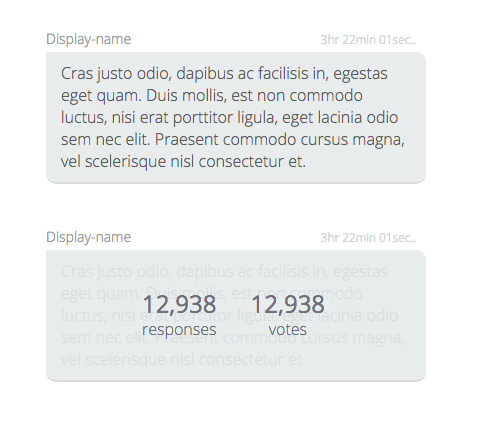 Display-name 3hr 22min 01sec..
Cras justo odio, dapibus ac facilisis in, egestas
eget quam. Duis mollis, est non commodo
luctus, nisi erat porttitor ligula, eget lacinia odio
sem nec elit. Praesent commodo cursus magna,
vel scelerisque nisl consectetur et.
Display-name 3hr 22min 01sec..
Cras justo odio, dapibus ac facilisis in, egestas
eget quam. Duis mollis, est non commodo
12,938 12,938
luctus, nisi erat porttitor ligula, eget lacinia odio
responses votes
sem nec elit. Praesent commodo cursus magna,
vel scelerisque nisl consectetur et.